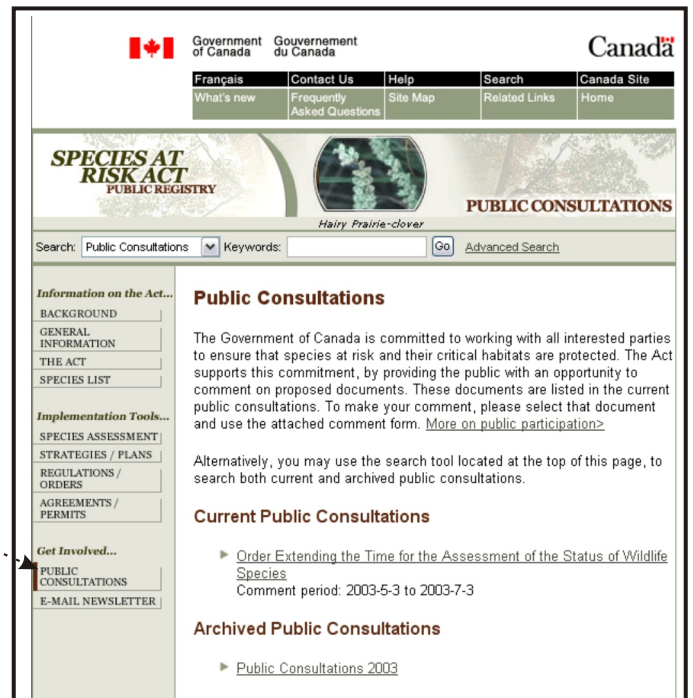 Government of Canada Gouvernement du Canada Canada
Français Contact Us Help Search Canada Site
What's new Frequently Asked Questions Site Map Related Links Home
SPECIES AT
RISK ACT
PUBLIC REGISTRY
PUBLIC CONSULTATIONS
Hairy Prairie-clover
Search: Public Consultations Keywords: Go Advanced Search
Information on the Act...
BACKGROUND
GENERAL
INFORMATION
THE ACT
SPECIES LIST
Implementation Tools...
SPECIES ASSESSMENT
STRATEGIES / PLANS
REGULATIONS /
ORDERS
AGREEMENTS /
PERMITS
Get Involved...
PUBLIC
CONSULTATIONS
E-MAIL NEWSLETTER
Public Consultations
The Government of Canada is committed to working with all interested parties
to ensure that species at risk and their critical habitats are protected. The Act
supports this commitment, by providing the public with an opportunity to
comment on proposed documents. These documents are listed in the current
public consultations. To make your comment, please select that document
and use the attached comment form. More on public participation>
Alternatively, you may use the search tool located at the top of this page, to
search both current and archived public consultations.
Current Public Consultations
Order Extending the Time for the Assessment of the Status of Wildlife
Species
Comment period: 2003-5-3 to 2003-7-3
Archived Public Consultations
Public Consultations 2003